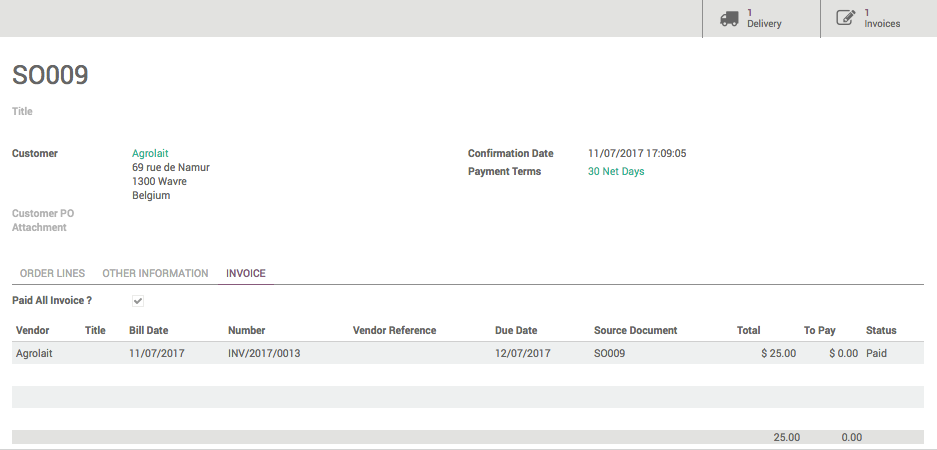 1
Delivery
1
Invoices
SO009
Title
Customer
Agrolait
69 rue de Namur
1300 Wavre
Belgium
Confirmation Date 11/07/2017 17:09:05
Payment Terms 30 Net Days
Customer PO
Attachment
ORDER LINES OTHER INFORMATION INVOICE
Paid All Invoice ?
Vendor Title Bill Date Number Vendor Reference Due Date Source Document Total To Pay Status
Agrolait 11/07/2017 INV/2017/0013 12/07/2017 SO009 $ 25.00 $ 0.00 Paid
25.00 0.00